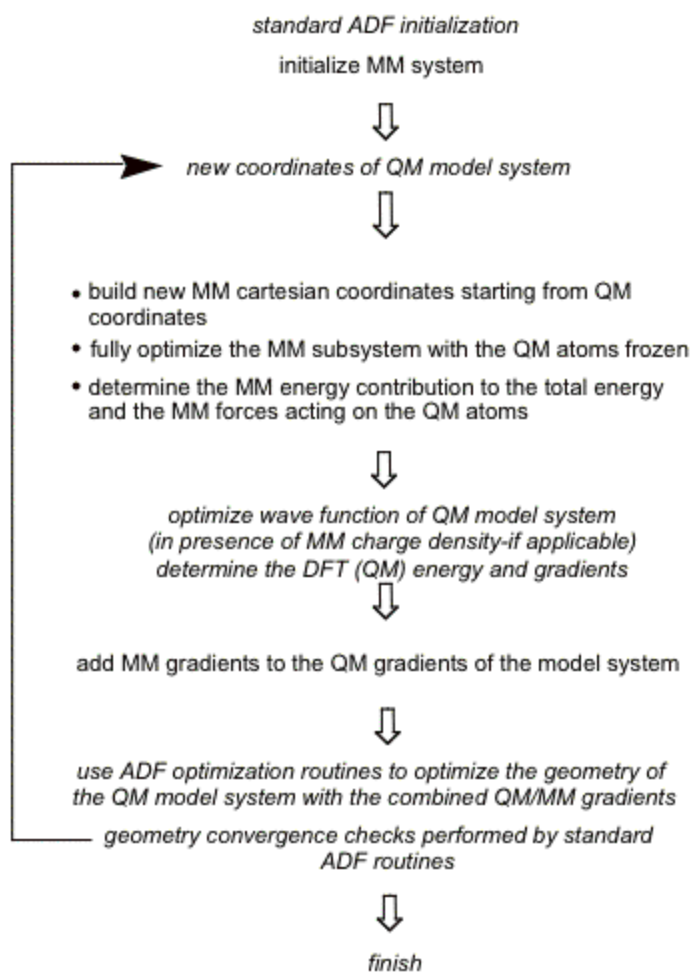 standard ADF initialization
initialize MM system
new coordinates of QM model system
• build new MM cartesian coordinates starting from QM
coordinates
• fully optimize the MM subsystem with the QM atoms frozen
• determine the MM energy contribution to the total energy
and the MM forces acting on the QM atoms
optimize wave function of QM model system
(in presence of MM charge density-if applicable)
determine the DFT (QM) energy and gradients
add MM gradients to the QM gradients of the model system
use ADF optimization routines to optimize the geometry of
the QM model system with the combined QM/MM gradients
geometry convergence checks performed by standard
ADF routines
finish